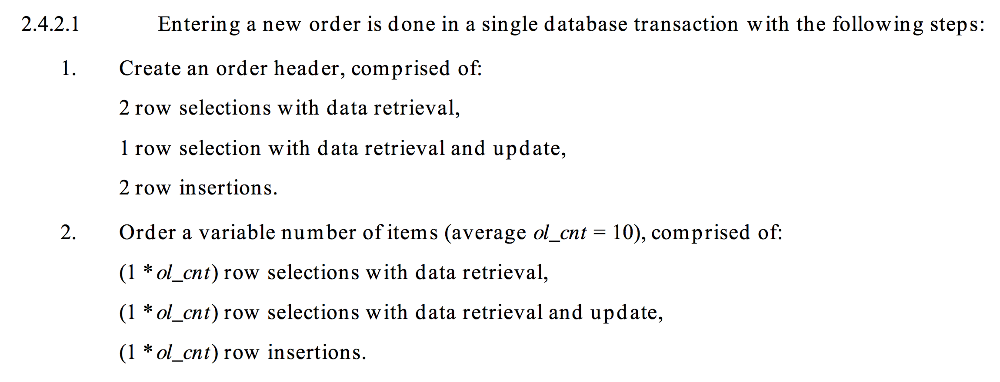 2.4.2.1 Entering a new order is done in a single database transaction with the following steps:
1. Create an order header, comprised of:
2 row selections with data retrieval,
1 row selection with data retrieval and update,
2 row insertions.
2. Order a variable number of items (average ol_cnt = 10), comprised of:
(1 * ol_cnt) row selections with data retrieval,
(1 * ol_cnt) row selections with data retrieval and update,
(1 * ol_cnt) row insertions.